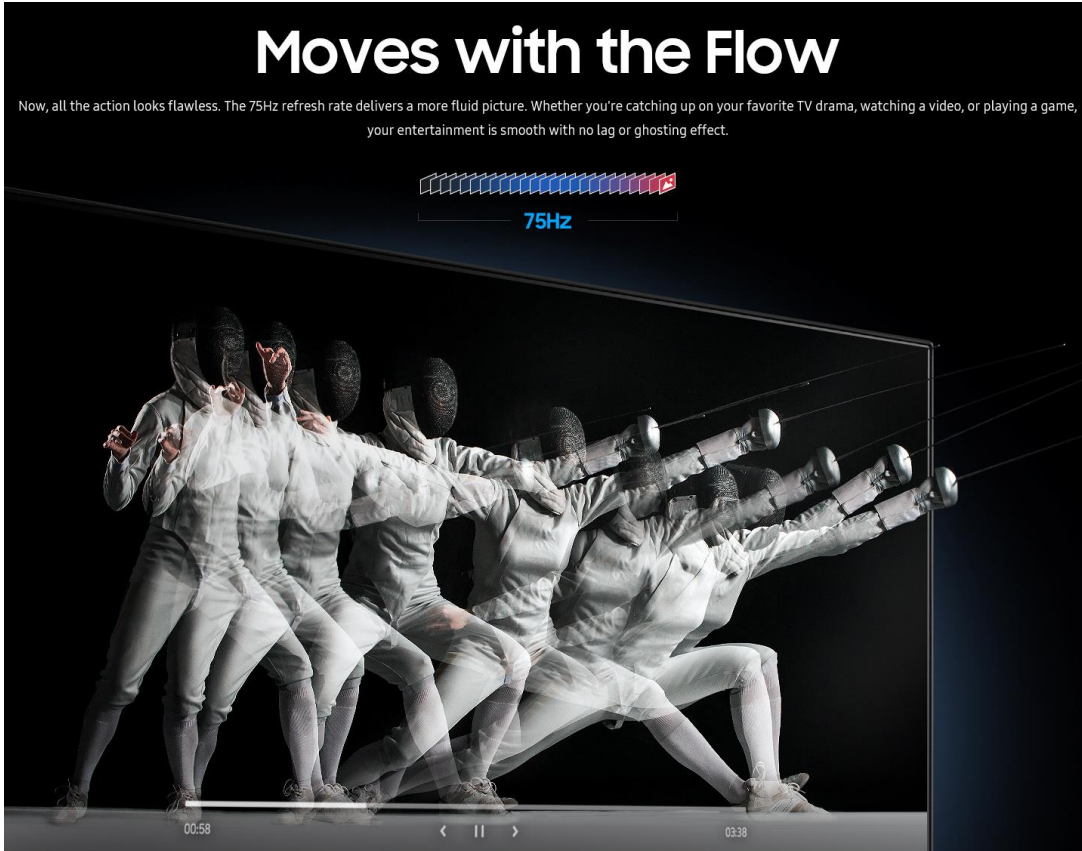 Moves with the Flow
Now, all the action looks flawless. The 75Hz refresh rate delivers a more fluid picture. Whether you're catching up on your favorite TV drama, watching a video, or playing a game,
your entertainment is smooth with no lag or ghosting effect.
75Hz
00:58
03:38